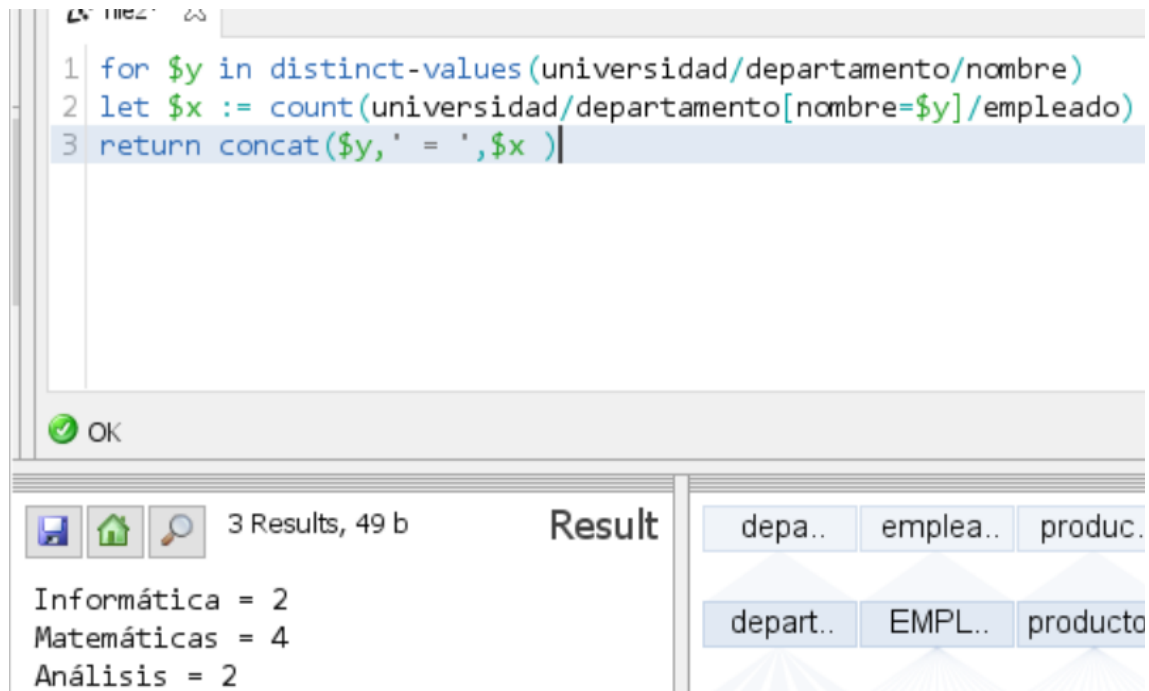 1 for $y in distinct-values(universidad/departamento/nombre)
2 let $x := count(universidad/departamento[nombre=$y]/empleado)
3 return concat($y,' = ',$x )
OK
3 Results, 49 b Result
depa.. emplea.. produc.
Informática = 2
depart.. EMPL.. producto
Matemáticas = 4
Análisis = 2